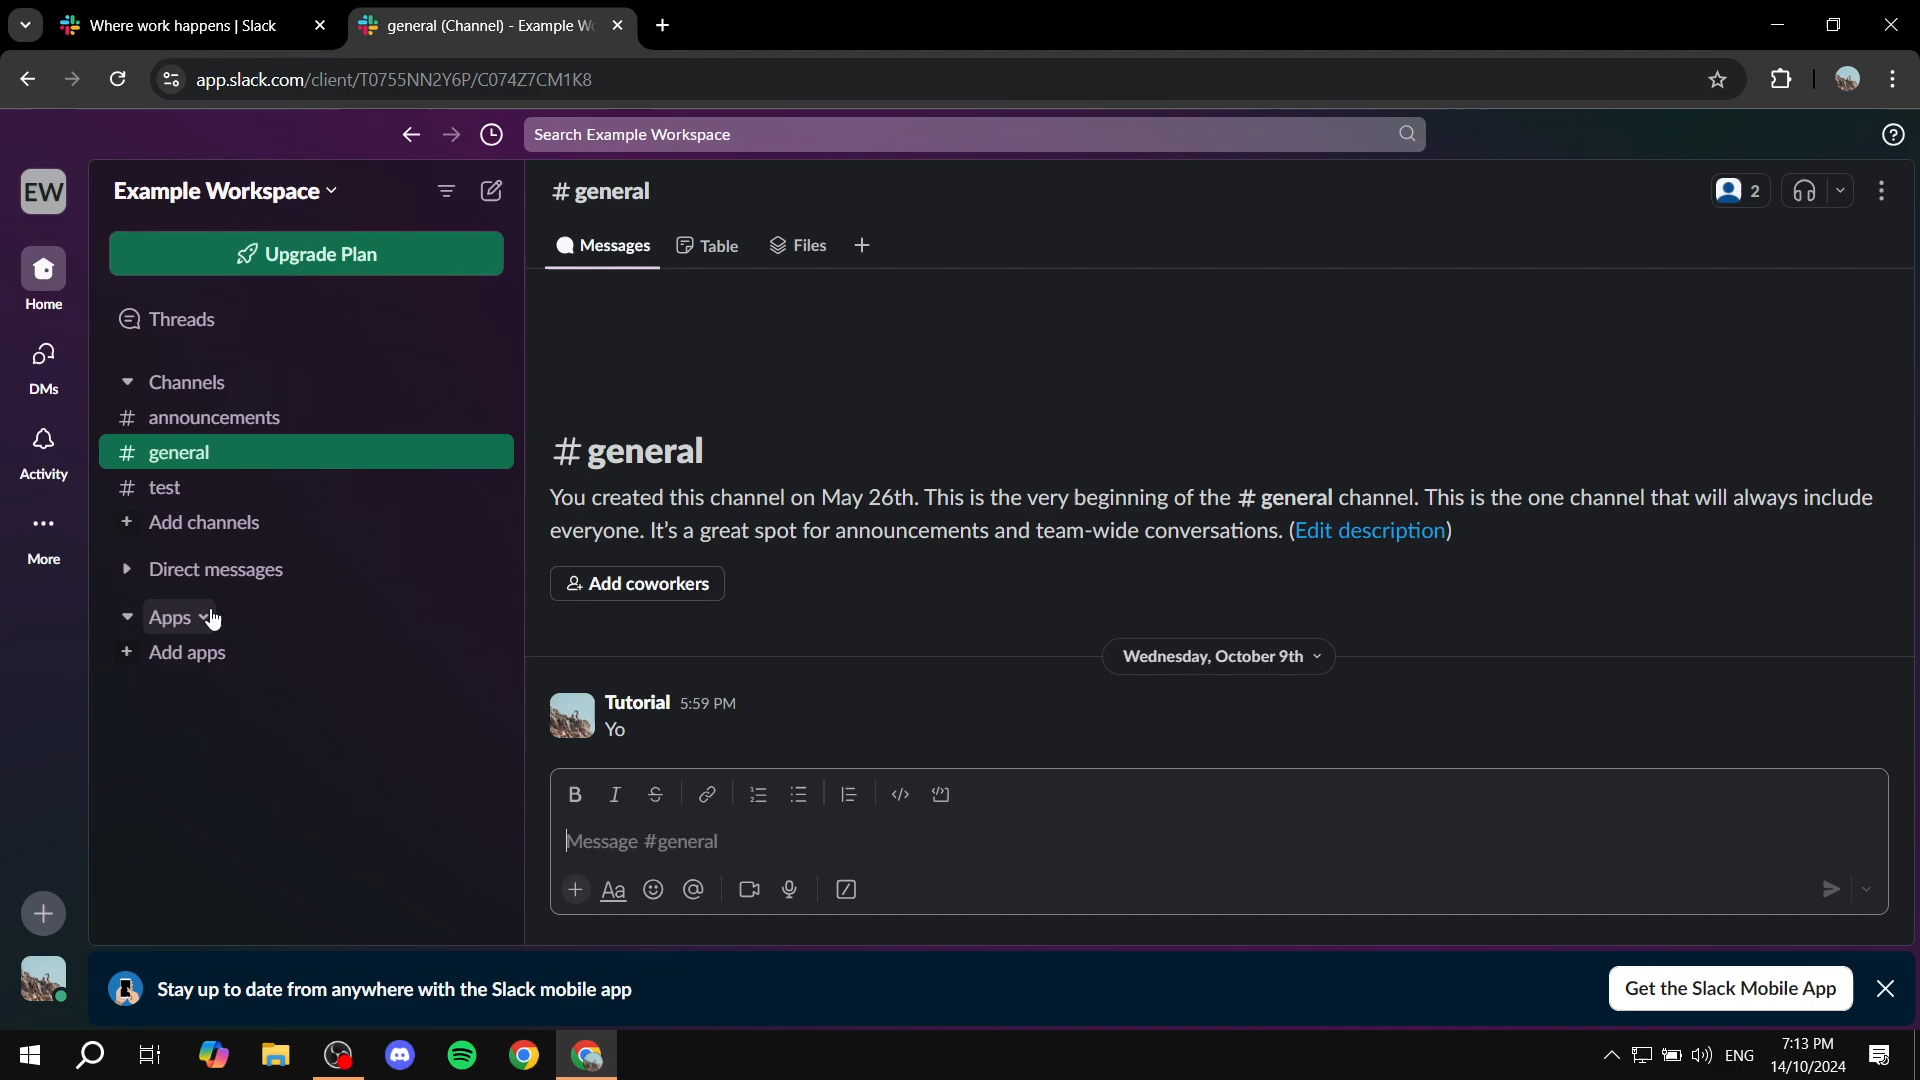 Where work happens | Slack
general (Channel) - Example Wo
app.slack.com/client/T0755NN2Y6P/C074Z7CM1K8
Search Example Workspace
EW
Home
DMs
Activity
More
Example Workspace
Upgrade Plan
Threads
Channels
# announcements
# general
# test
+ Add channels
Direct messages
Apps
+ Add apps
# general
2
Messages
Table
Files
# general
You created this channel on May 26th. This is the very beginning of the # general channel. This is the one channel that will always include
everyone. It’s a great spot for announcements and team-wide conversations. (Edit description)
Add coworkers
Wednesday, October 9th
Tutorial 5:59 PM
Yo
B I S
Message #general
Aa
Stay up to date from anywhere with the Slack mobile app
Get the Slack Mobile App
ENG
7:13 PM
14/10/2024